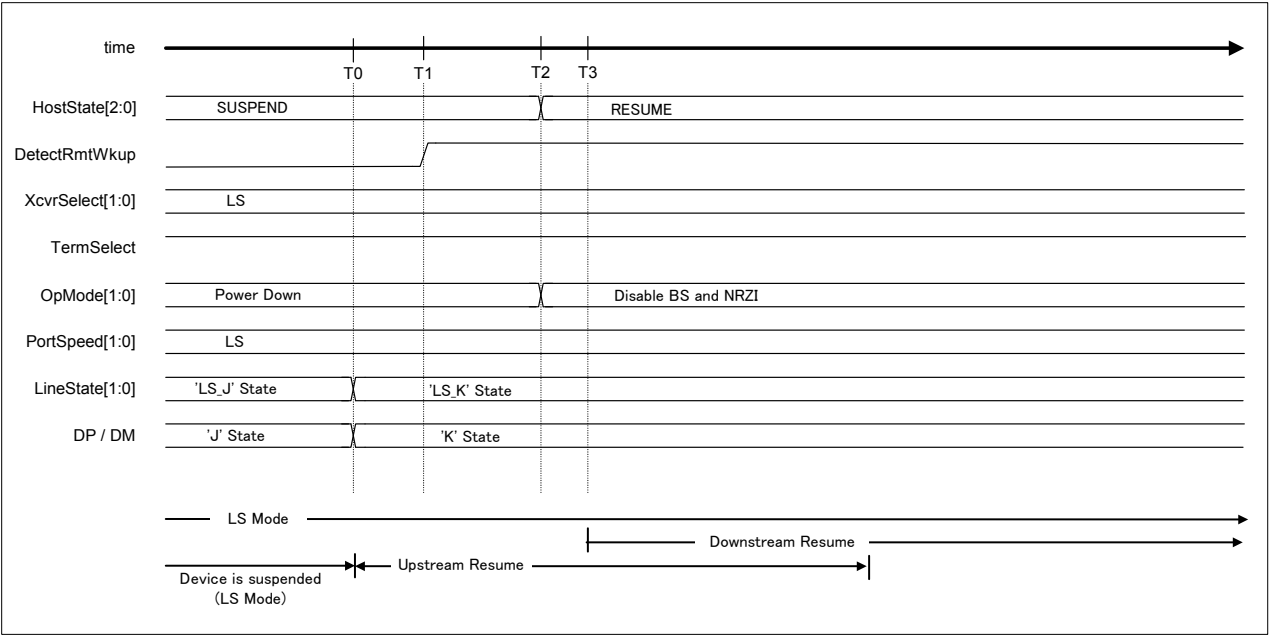 time
T0 T1 T2 T3
HostState[2:0] SUSPEND RESUME
DetectRmtWkup
XcvrSelect[1:0] LS
TermSelect
OpMode[1:0] Power Down Disable BS and NRZI
PortSpeed[1:0] LS
LineState[1:0] 'LS_J' State 'LS_K' State
DP / DM 'J' State 'K' State
LS Mode
Downstream Resume
Upstream Resume
Device is suspended
(LS Mode)